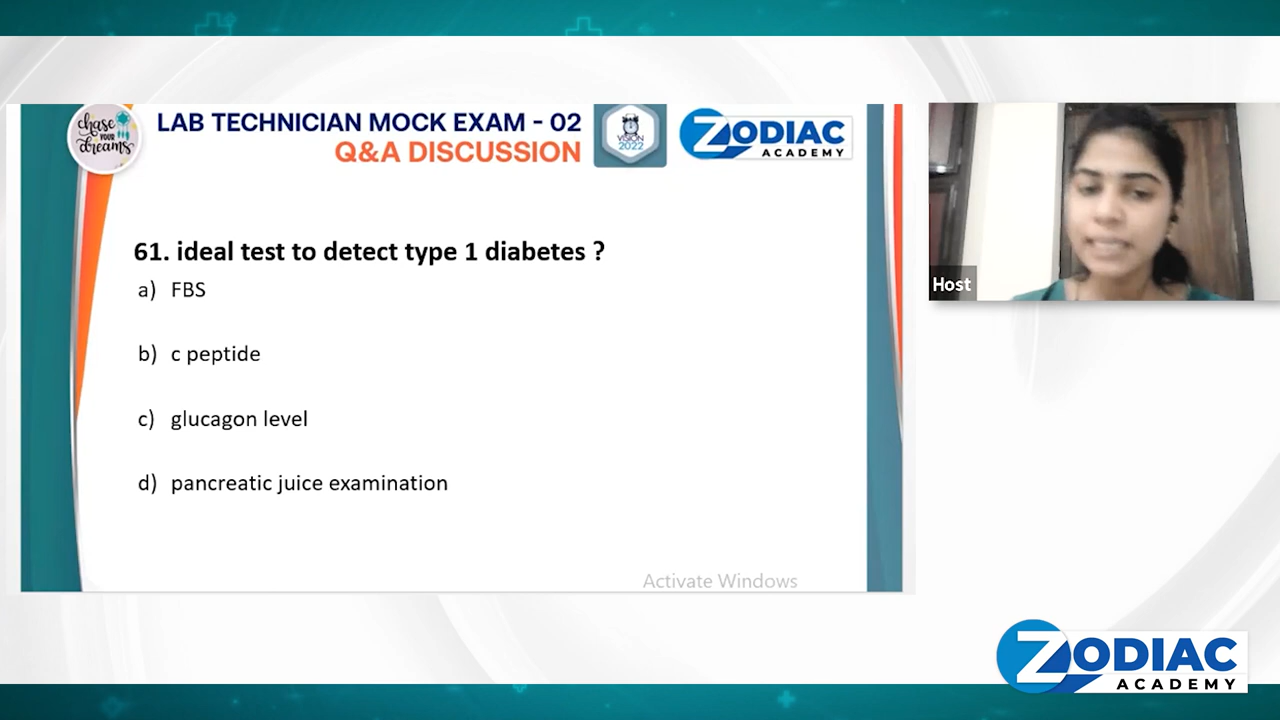 chase
YOUR
dreams
LAB TECHNICIAN MOCK EXAM - 02
Q&A DISCUSSION
VISION
2022
ZODIAC
ACADEMY
61. ideal test to detect type 1 diabetes ?
a) FBS
b) c peptide
c) glucagon level
d) pancreatic juice examination
Activate Windows
Host
ZODIAC
ACADEMY